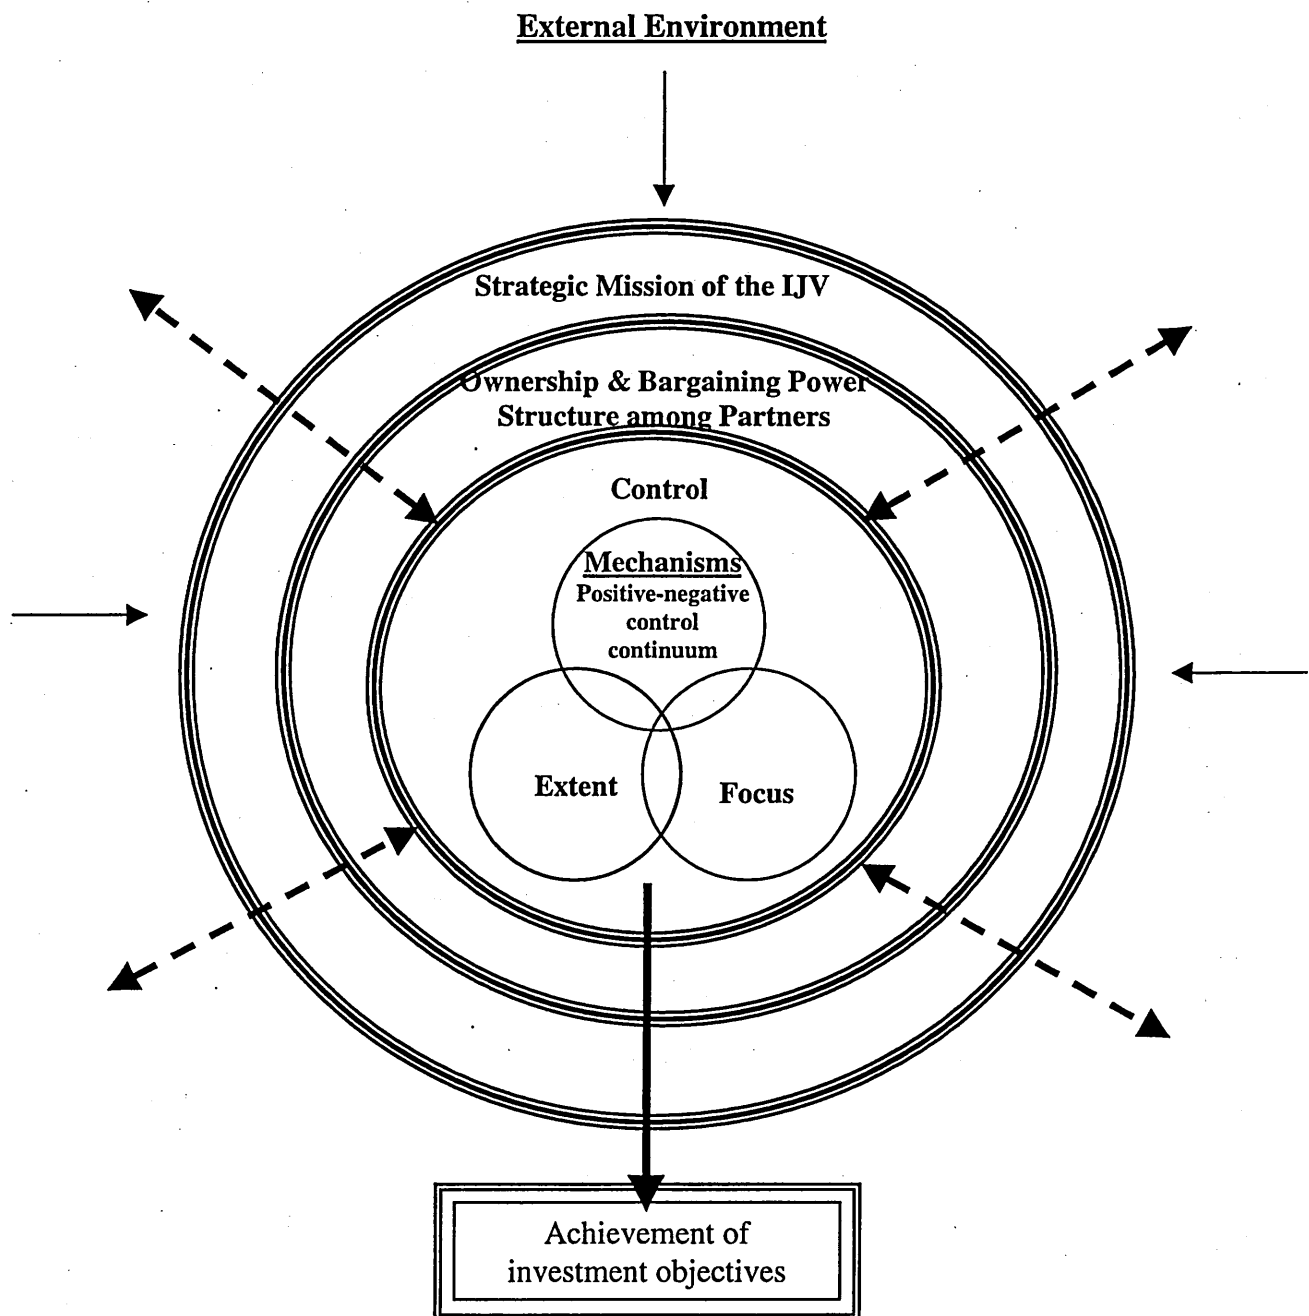 External Environment
Strategic Mission of the IJV
Ownership & Bargaining Power
Structure among Partners
Control
Mechanisms
Positive-negative
control
continuum
Extent
Focus
Achievement of
investment objectives